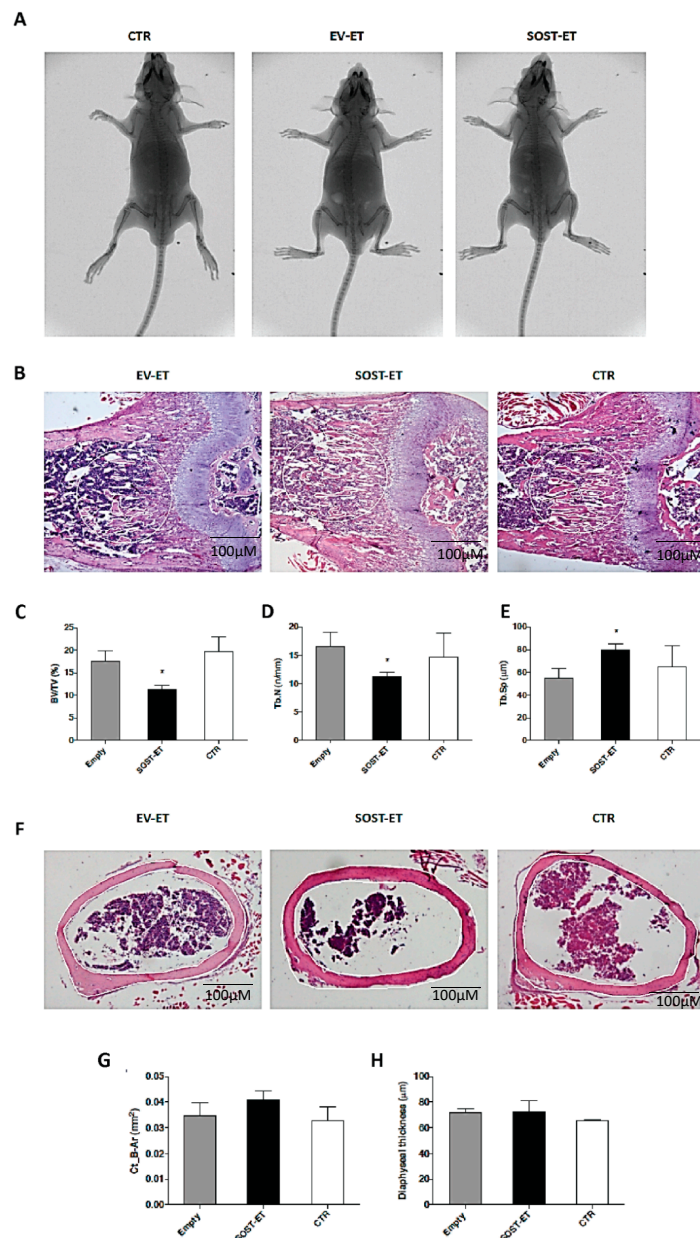 A
CTR EV-ET SOST-ET
B
EV-ET SOST-ET CTR
100µM 100µM 100µM
C D E
BV/TV (%)
25
20
15
10
5
0
*
Empty SOST-ET CTR
Tb.N (n/mm)
20
15
10
5
0
*
Empty SOST-ET CTR
Tb.Sp (µm)
100
80
60
40
20
0
*
Empty SOST-ET CTR
F
EV-ET SOST-ET CTR
100µM 100µM 100µM
G H
Ct_B-Ar (mm²)
0.05
0.04
0.03
0.02
0.01
0.00
Empty SOST-ET CTR
Diaphyseal thickness (µm)
100
80
60
40
20
0
Empty SOST-ET CTR